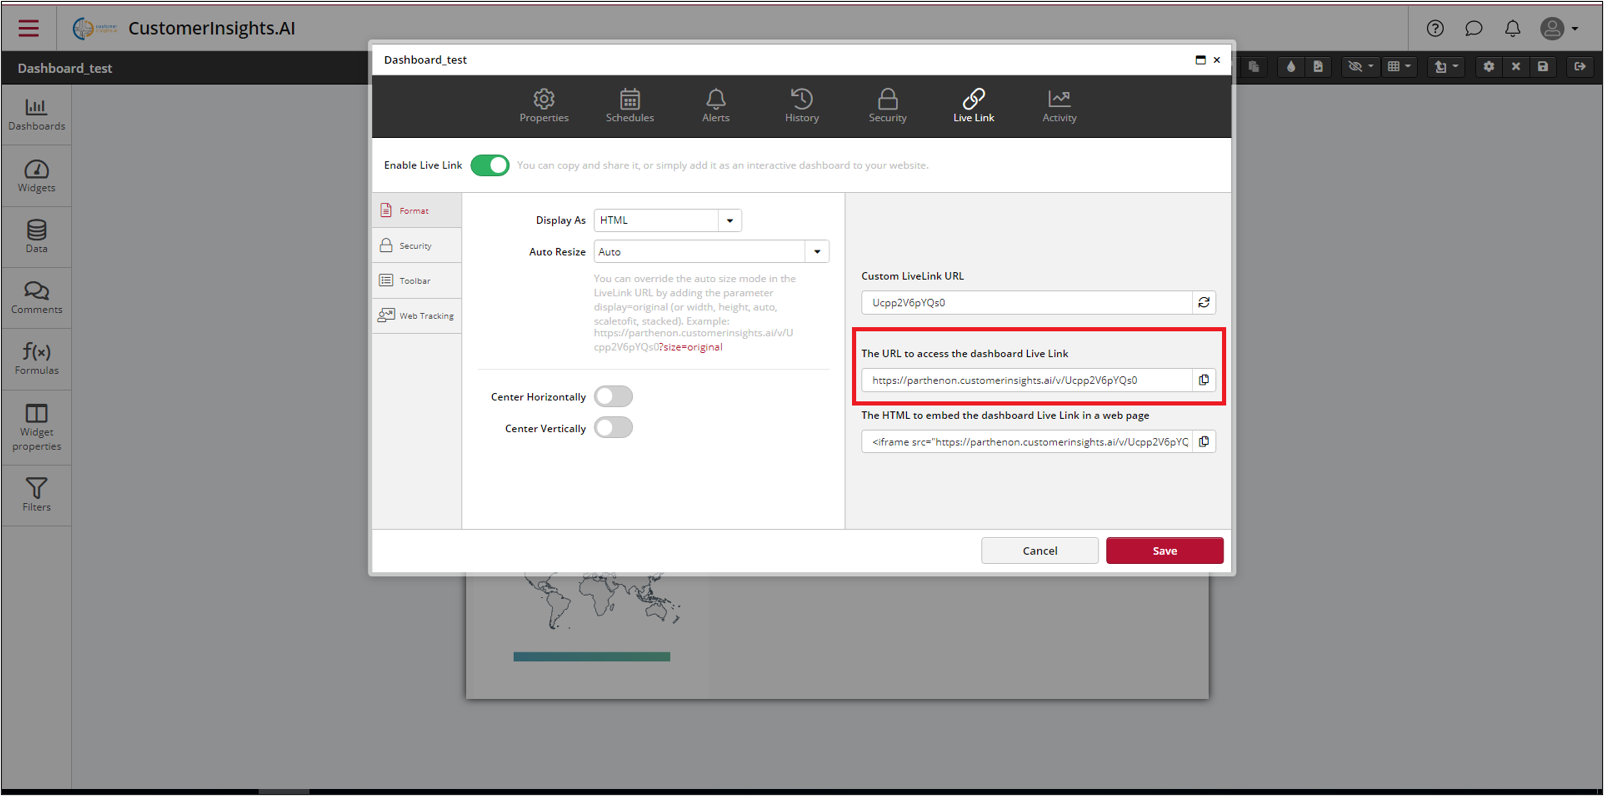 CustomerInsights.AI
Dashboard_test
Dashboard_test
Properties
Schedules
Alerts
History
Security
Live Link
Activity
Dashboards
Widgets
Data
Comments
f(x)
Formulas
Widget
properties
Filters
Enable Live Link
You can copy and share it, or simply add it as an interactive dashboard to your website.
Format
Security
Toolbar
Web Tracking
Display As
HTML
Auto Resize
Auto
You can override the auto size mode in the
LiveLink URL by adding the parameter
display=original (or width, height, auto,
scaletofit, stacked). Example:
https://parthenon.customerinsights.ai/v/U
cpp2V6pYQs0?size=original
Center Horizontally
Center Vertically
Custom LiveLink URL
Ucpp2V6pYQs0
The URL to access the dashboard Live Link
https://parthenon.customerinsights.ai/v/Ucpp2V6pYQs0
The HTML to embed the dashboard Live Link in a web page
<iframe src="https://parthenon.customerinsights.ai/v/Ucpp2V6pYQ
Cancel
Save